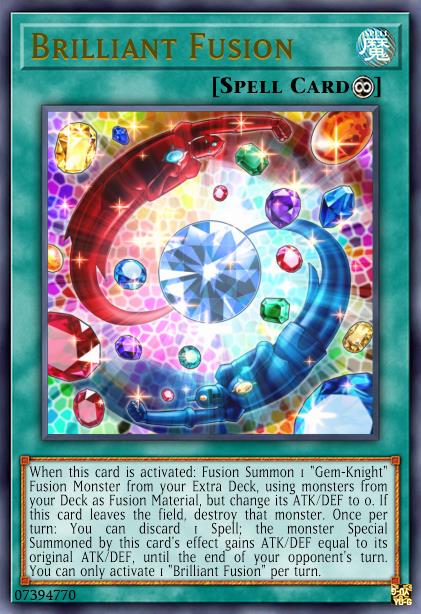 BRILLIANT FUSION
SPELL
魔
[SPELL CARD]
When this card is activated: Fusion Summon 1 "Gem-Knight"
Fusion Monster from your Extra Deck, using monsters from
your Deck as Fusion Material, but change its ATK/DEF to 0. If
this card leaves the field, destroy that monster. Once per
turn: You can discard 1 Spell; the monster Special
Summoned by this card's effect gains ATK/DEF equal to its
original ATK/DEF, until the end of your opponent's turn.
You can only activate 1 "Brilliant Fusion" per turn.
07394770